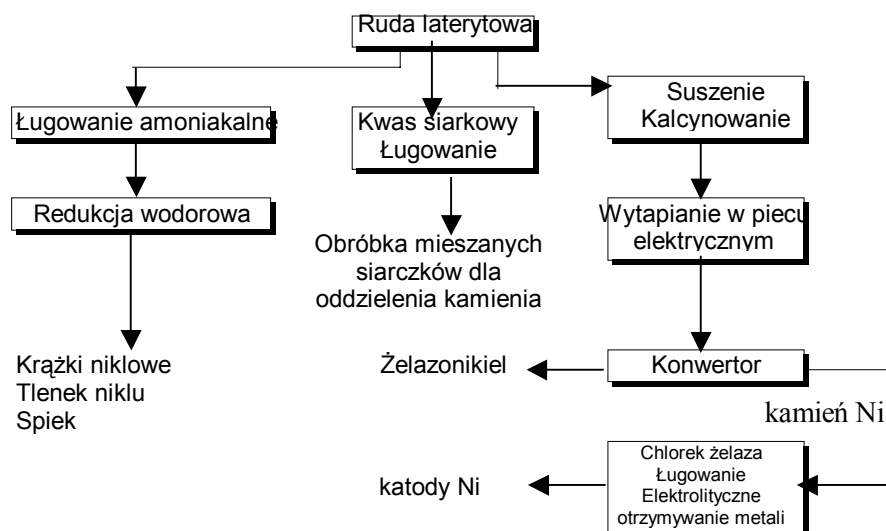 Ruda laterytowa
Ługowanie amoniakalne
Kwas siarkowy
Ługowanie
Suszenie
Kalcynowanie
Redukcja wodorowa
Obróbka mieszanych
siarczków dla
oddzielenia kamienia
Wytapianie w piecu
elektrycznym
Krążki niklowe
Tlenek niklu
Spiek
Żelazonikiel
Konwertor
kamień Ni
katody Ni
Chlorek żelaza
Ługowanie
Elektrolityczne
otrzymywanie metali